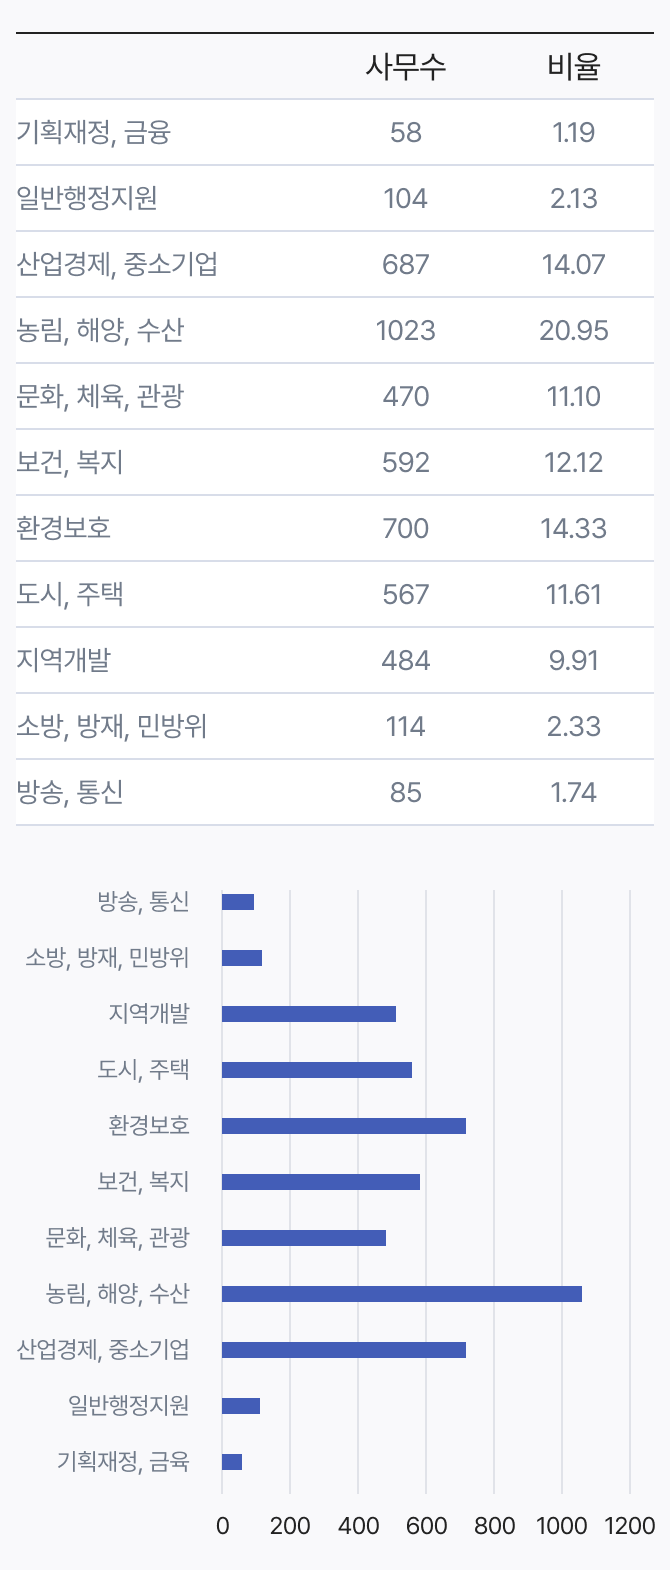 사무수 비율
기획재정, 금융 58 1.19
일반행정지원 104 2.13
산업경제, 중소기업 687 14.07
농림, 해양, 수산 1023 20.95
문화, 체육, 관광 470 11.10
보건, 복지 592 12.12
환경보호 700 14.33
도시, 주택 567 11.61
지역개발 484 9.91
소방, 방재, 민방위 114 2.33
방송, 통신 85 1.74
방송, 통신
소방, 방재, 민방위
지역개발
도시, 주택
환경보호
보건, 복지
문화, 체육, 관광
농림, 해양, 수산
산업경제, 중소기업
일반행정지원
기획재정, 금육
0 200 400 600 800 1000 1200